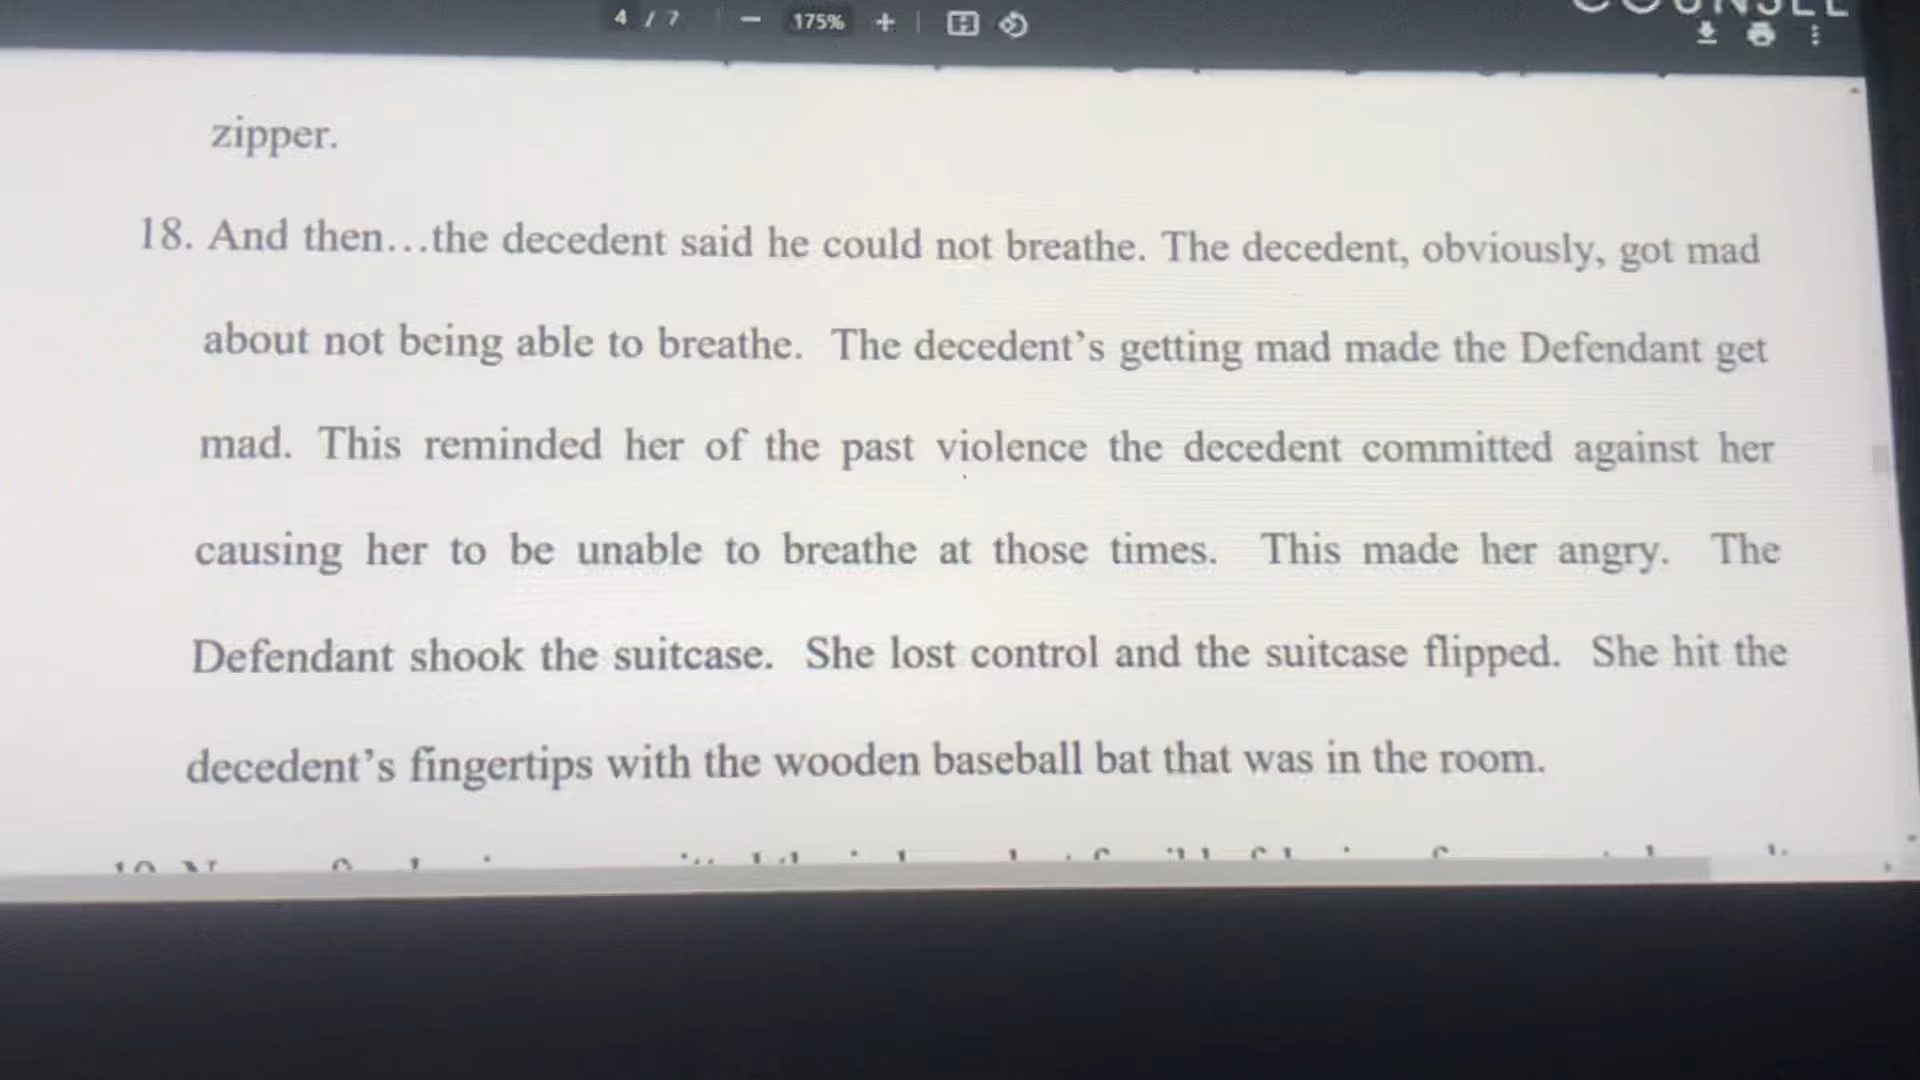 4 / 7 − 175% +
zipper.
18. And then...the decedent said he could not breathe. The decedent, obviously, got mad
about not being able to breathe. The decedent’s getting mad made the Defendant get
mad. This reminded her of the past violence the decedent committed against her
causing her to be unable to breathe at those times. This made her angry. The
Defendant shook the suitcase. She lost control and the suitcase flipped. She hit the
decedent’s fingertips with the wooden baseball bat that was in the room.